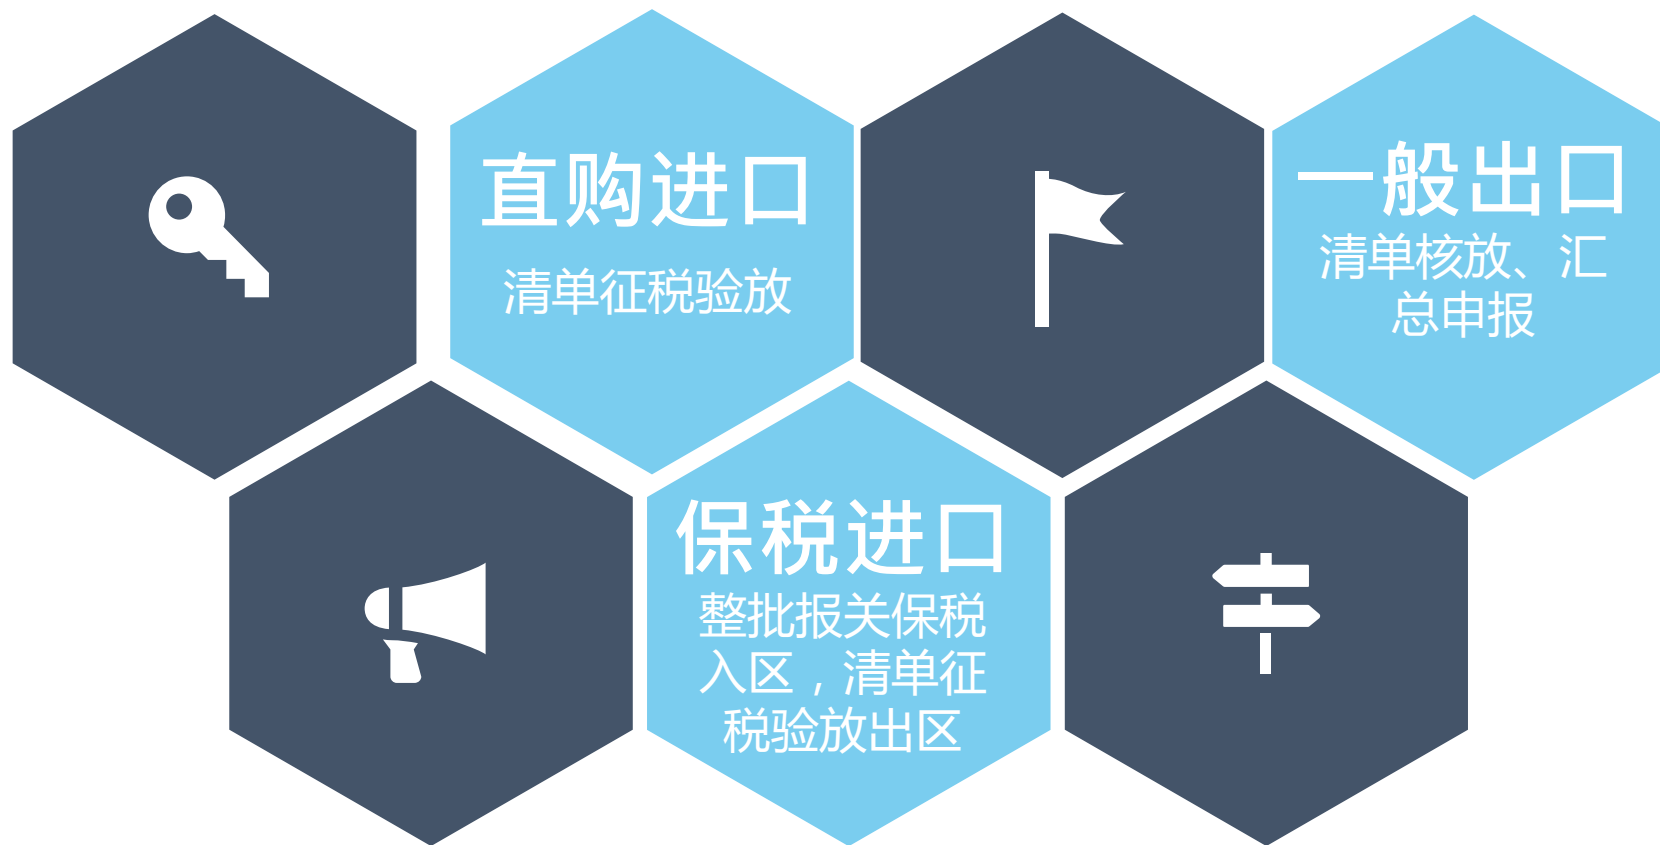 直购进口
清单征税验放
一般出口
清单核放、汇
总申报
保税进口
整批报关保税
入区，清单征
税验放出区